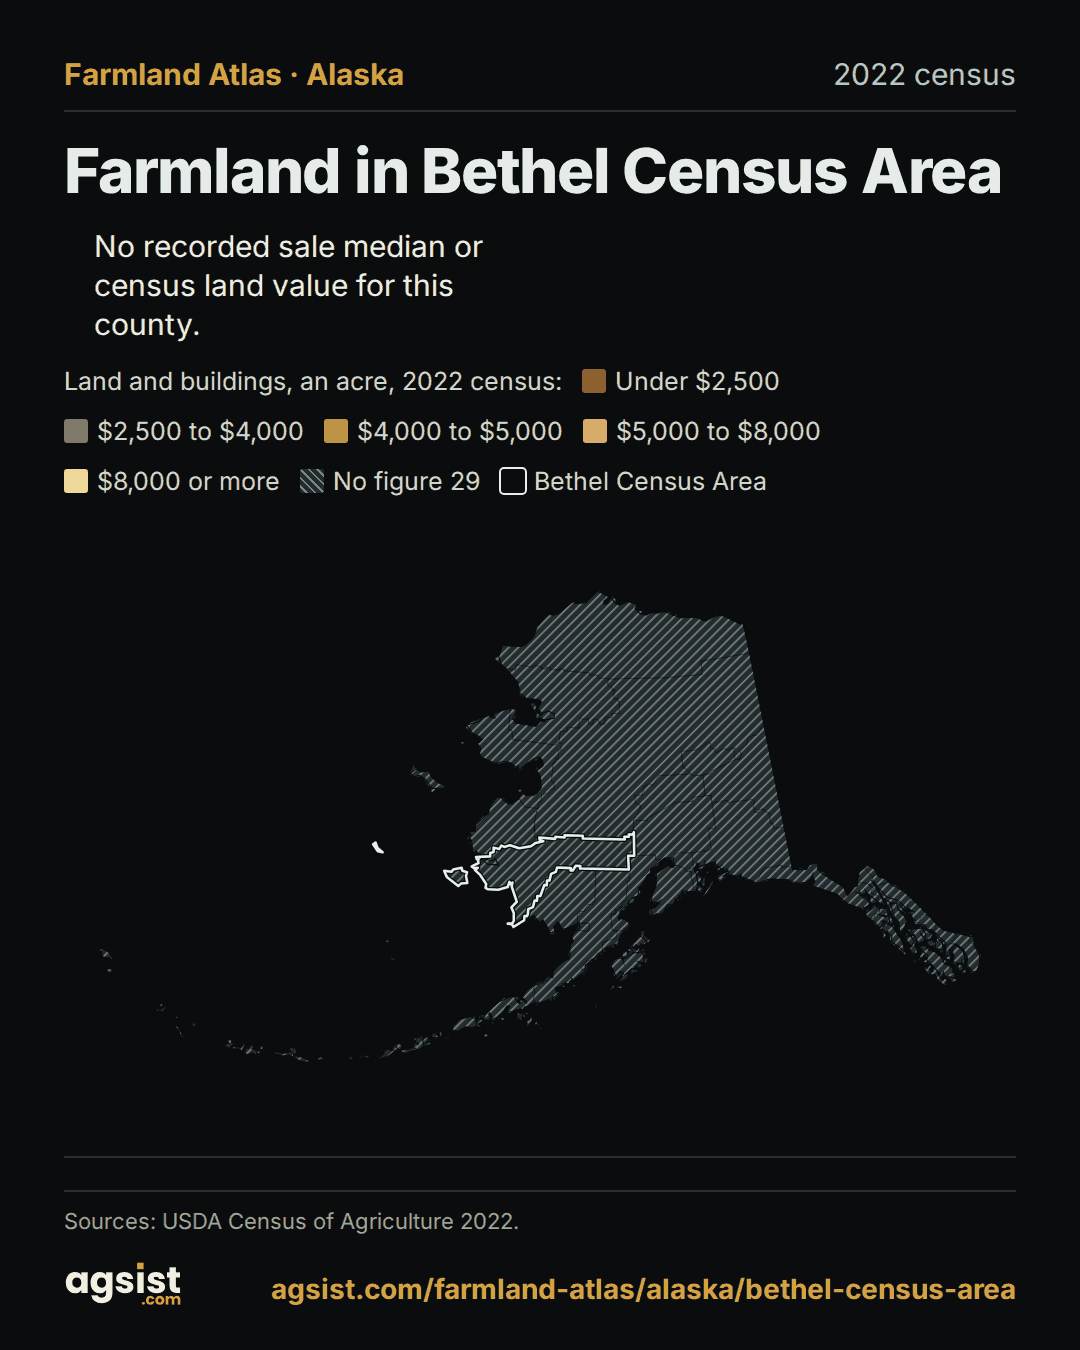 Farmland Atlas · Alaska
2022 census
Farmland in Bethel Census Area
No recorded sale median or
census land value for this
county.
Land and buildings, an acre, 2022 census: Under $2,500
$2,500 to $4,000 $4,000 to $5,000 $5,000 to $8,000
$8,000 or more No figure 29 Bethel Census Area
Sources: USDA Census of Agriculture 2022.
agsist
.com
agsist.com/farmland-atlas/alaska/bethel-census-area